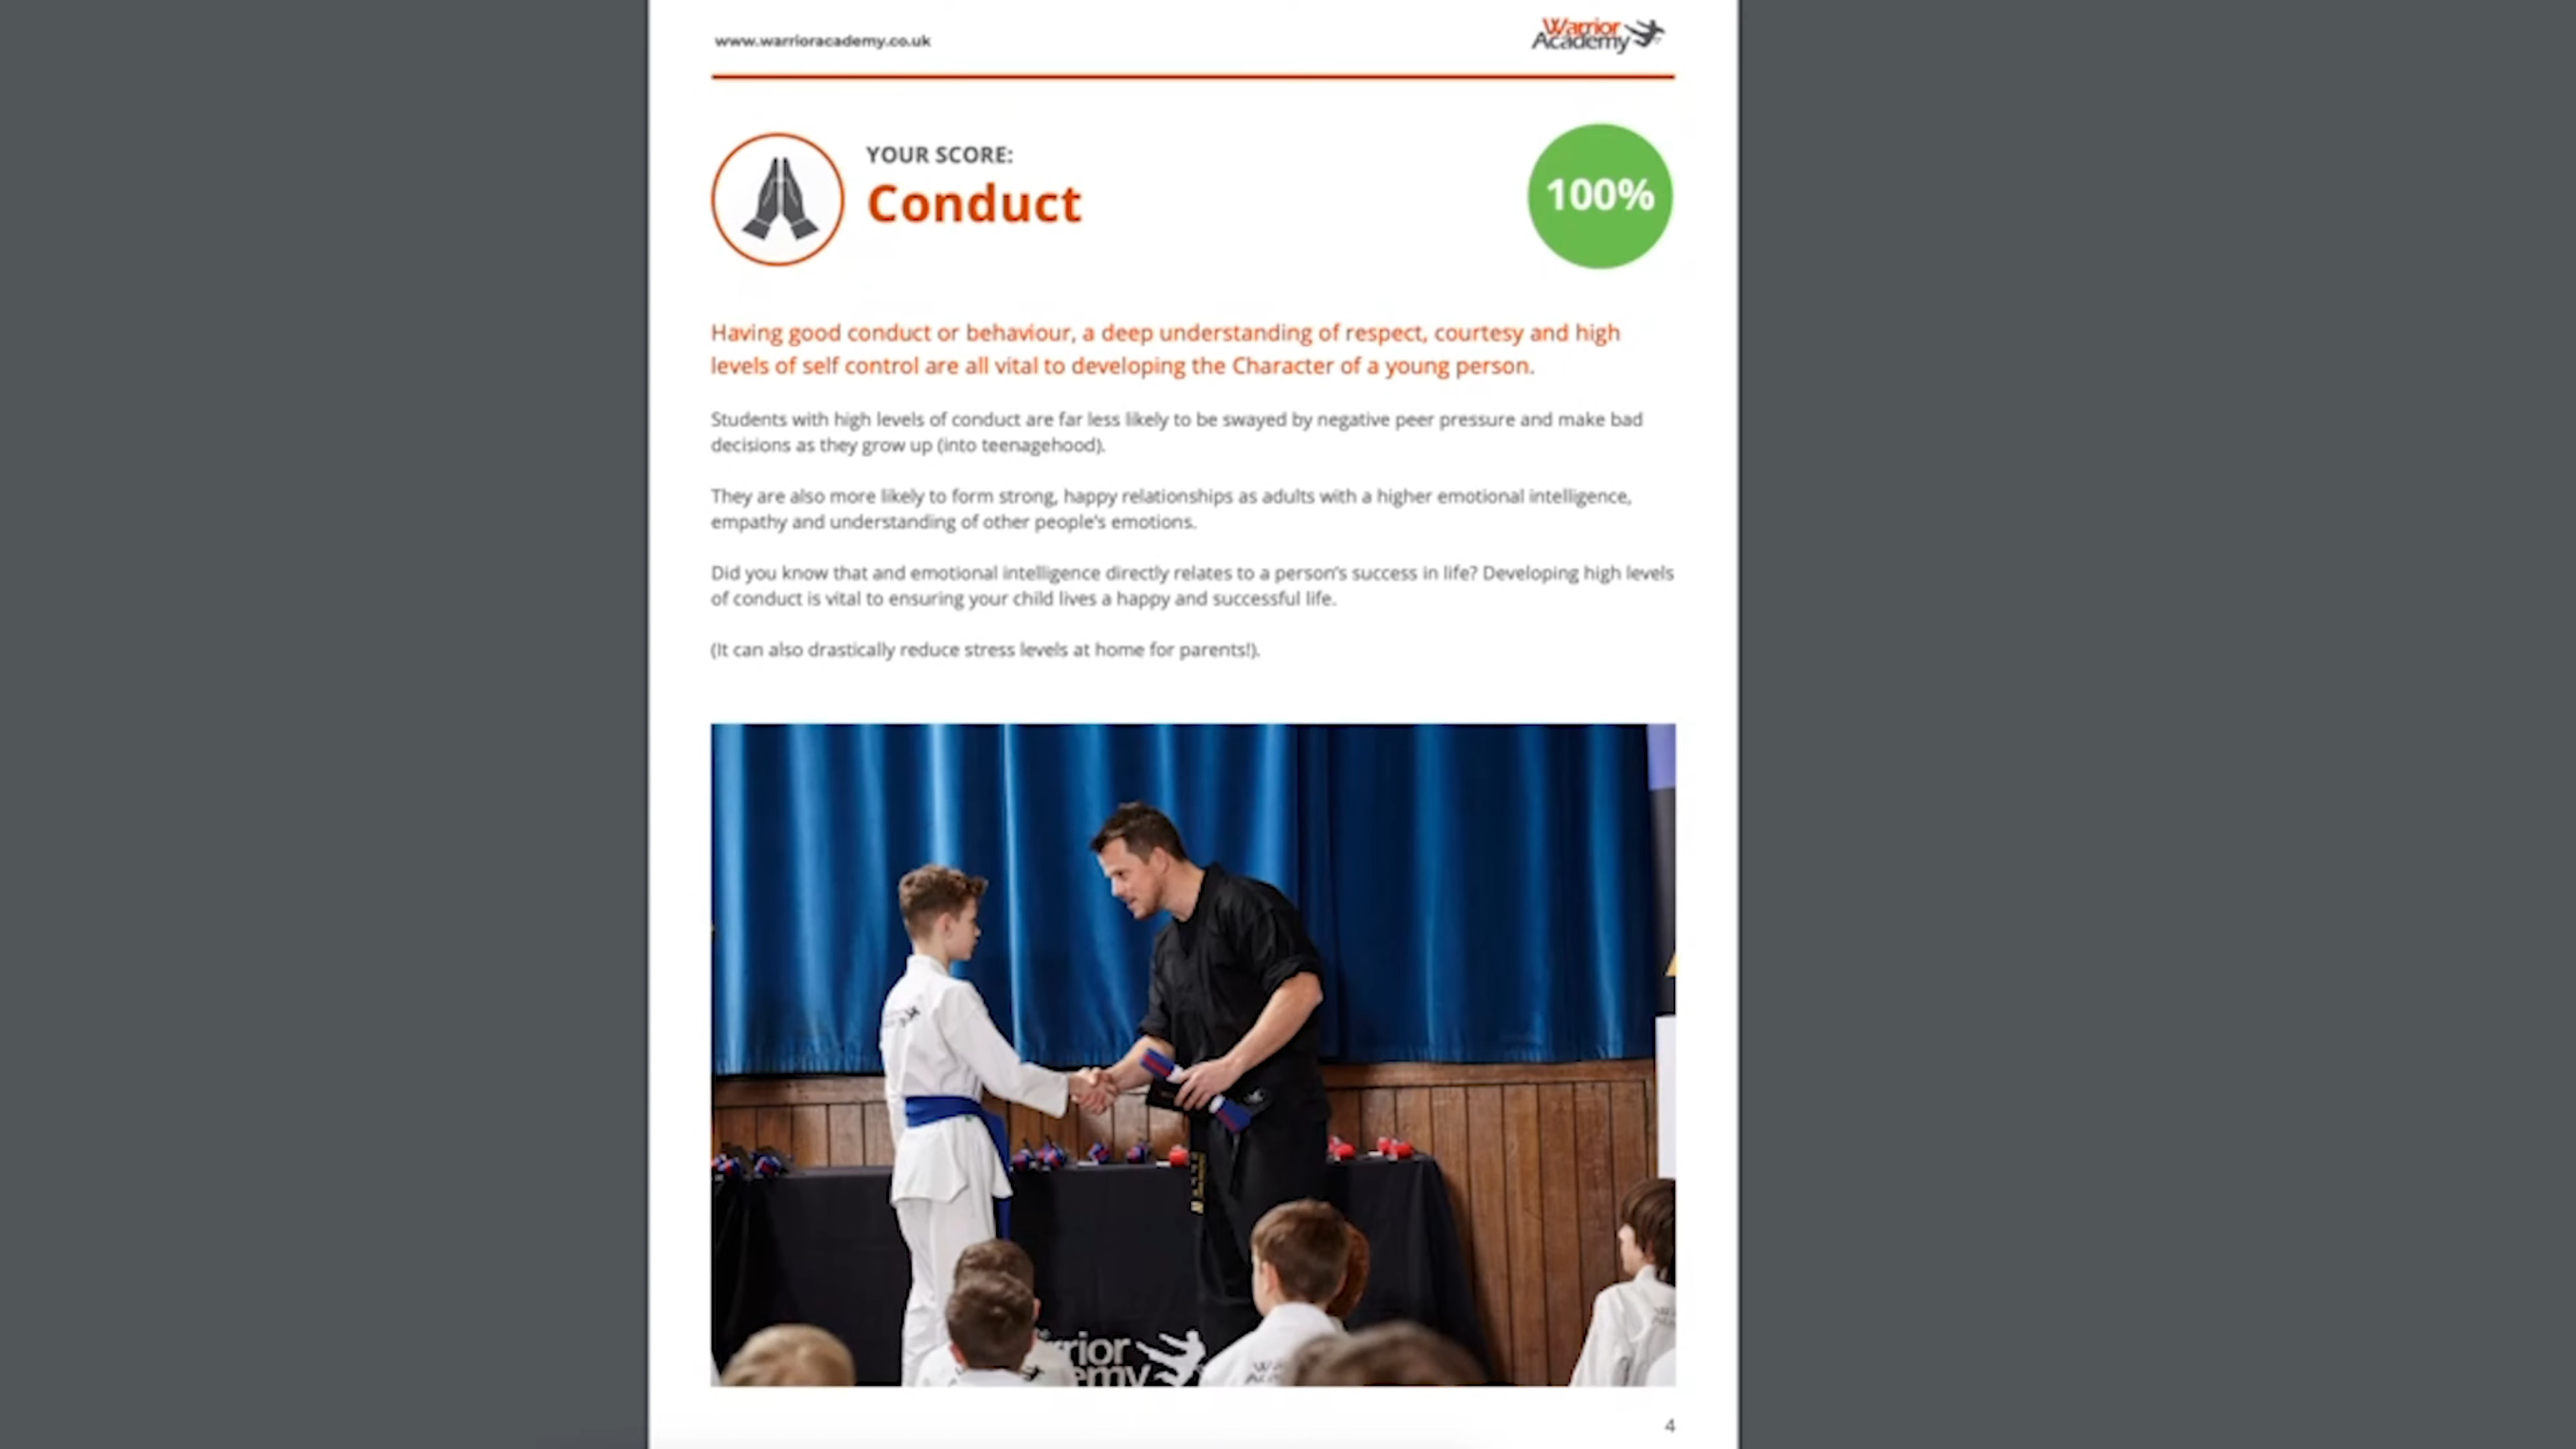 www.warrioracademy.co.uk
Warrior
Academy
YOUR SCORE:
Conduct
100%
Having good conduct or behaviour, a deep understanding of respect, courtesy and high
levels of self control are all vital to developing the Character of a young person.
Students with high levels of conduct are far less likely to be swayed by negative peer pressure and make bad
decisions as they grow up (into teenagehood).
They are also more likely to form strong, happy relationships as adults with a higher emotional intelligence,
empathy and understanding of other people's emotions.
Did you know that and emotional intelligence directly relates to a person's success in life? Developing high levels
of conduct is vital to ensuring your child lives a happy and successful life.
(It can also drastically reduce stress levels at home for parents!).
rrior
emy
4